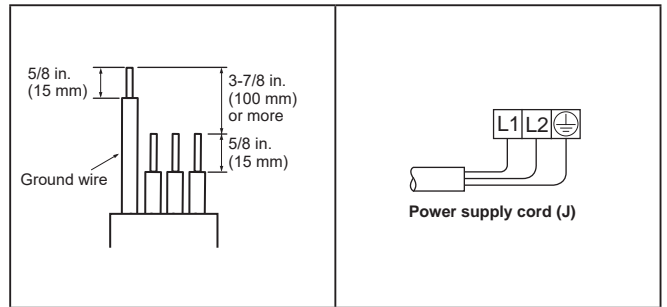 5/8 in.
(15 mm)
3-7/8 in.
(100 mm)
or more
5/8 in.
(15 mm)
Ground wire
L1 L2
Power supply cord (J)